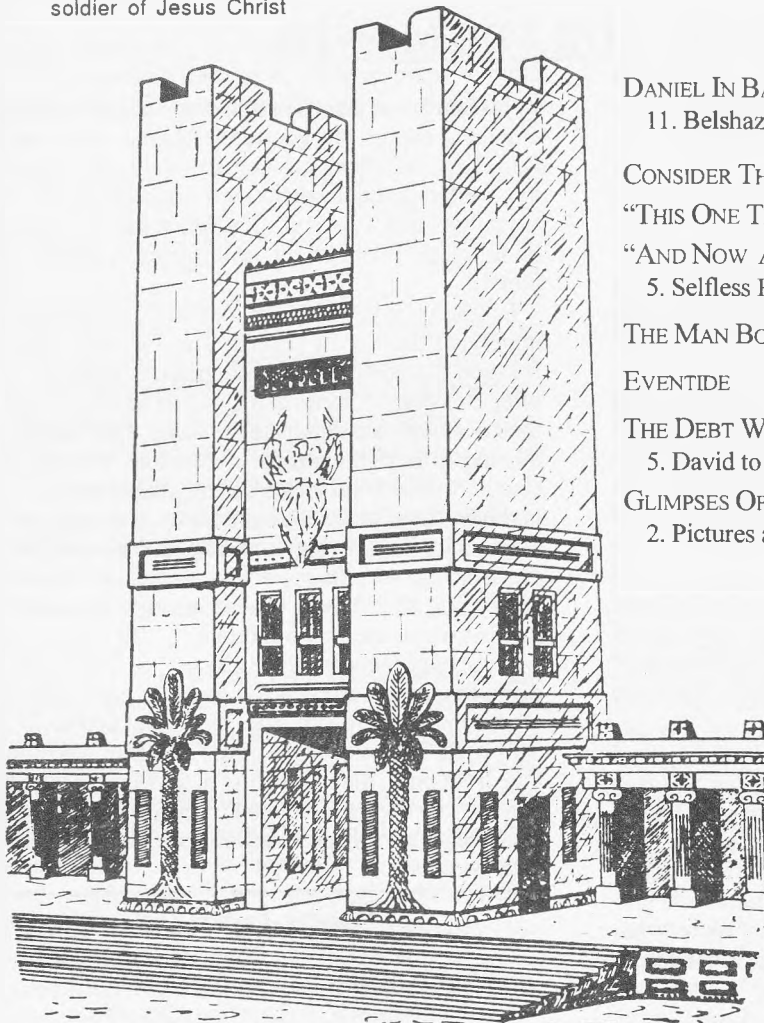 soldier of Jesus Christ
DANIEL IN BA
11. Belshaz
CONSIDER TH
“THIS ONE T
“AND NOW A
5. Selfless F
THE MAN BO
EVENTIDE
THE DEBT W
5. David to
GLIMPSES OF
2. Pictures a